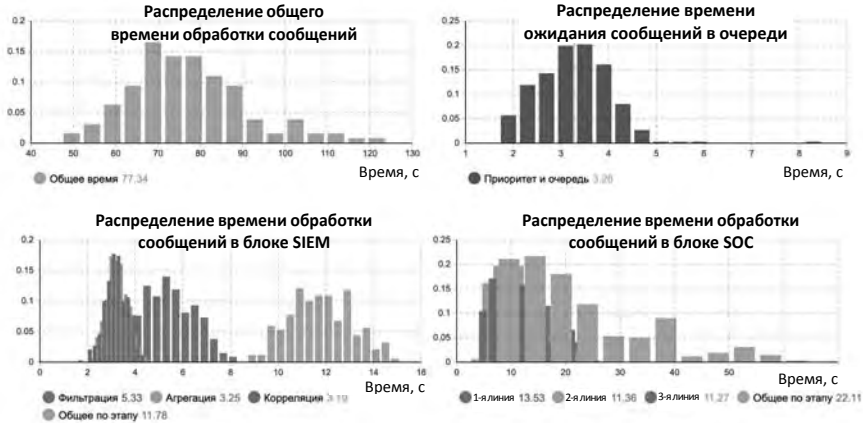 Распределение общего
времени обработки сообщений
0.2
0.15
0.1
0.05
0
40 50 60 70 80 90 100 110 120 130
Время, с
Общее время 77.34
Распределение времени
ожидания сообщений в очереди
0.25
0.2
0.15
0.1
0.05
0
1 2 3 4 5 6 7 8 9
Время, с
Приоритет и очередь 3.26
Распределение времени обработки
сообщений в блоке SIEM
0.2
0.15
0.1
0.05
0
0 2 4 6 8 10 12 14 16
Время, с
Фильтрация 5.33 Агрегация 3.25 Корреляция
Общее по этапу 11.78
Распределение времени обработки
сообщений в блоке SOC
0.25
0.2
0.15
0.1
0.05
0
0 10 20 30 40 50
Время, с
1-я линия 13.53 2-я линия 11.36 3-я линия 11.27 Общее по этапу 22.11